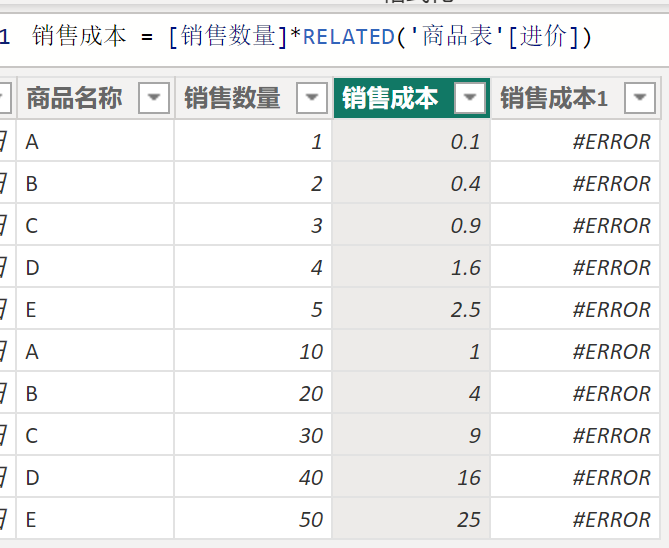 1 销售成本 = [销售数量]*RELATED('商品表'[进价])
商品名称 销售数量 销售成本 销售成本1
A 1 0.1 #ERROR
B 2 0.4 #ERROR
C 3 0.9 #ERROR
D 4 1.6 #ERROR
E 5 2.5 #ERROR
A 10 1 #ERROR
B 20 4 #ERROR
C 30 9 #ERROR
D 40 16 #ERROR
E 50 25 #ERROR